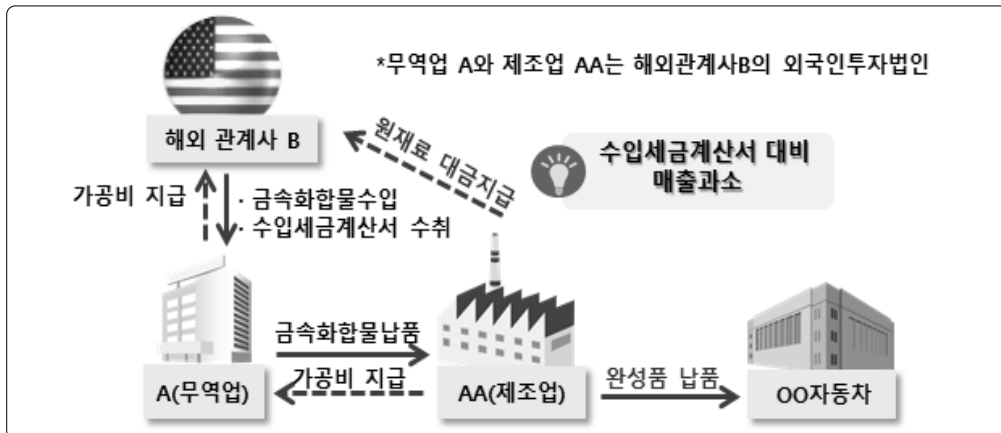 *무역업 A와 제조업 AA는 해외관계사B의 외국인투자법인
해외 관계사 B
원재료 대금지급
수입세금계산서 대비
매출과소
가공비 지급
· 금속화합물수입
· 수입세금계산서 수취
금속화합물납품
가공비 지급
완성품 납품
A(무역업)
AA(제조업)
OO자동차